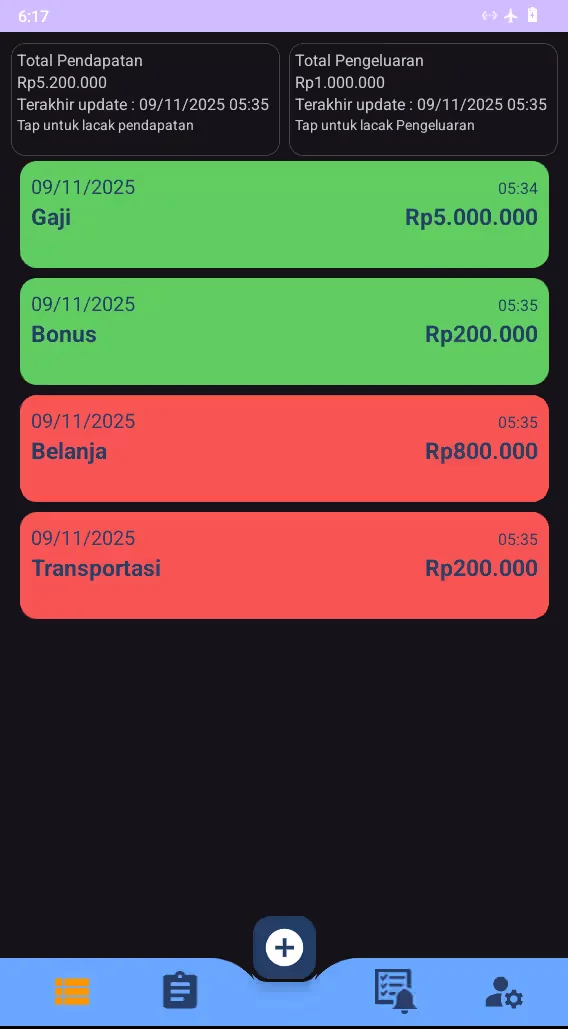 6:17
Total Pendapatan
Rp5.200.000
Terakhir update : 09/11/2025 05:35
Tap untuk lacak pendapatan
Total Pengeluaran
Rp1.000.000
Terakhir update : 09/11/2025 05:35
Tap untuk lacak Pengeluaran
09/11/2025 05:34
Gaji Rp5.000.000
09/11/2025 05:35
Bonus Rp200.000
09/11/2025 05:35
Belanja Rp800.000
09/11/2025 05:35
Transportasi Rp200.000